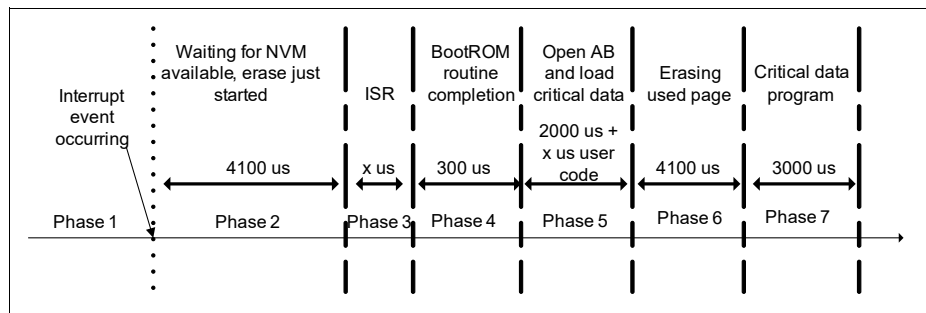 Waiting for NVM
available, erase just
started
Interrupt
event
occurring
ISR
BootROM
routine
completion
Open AB
and load
critical data
Erasing
used page
Critical data
program
4100 us
x us
300 us
2000 us +
x us user
code
4100 us
3000 us
Phase 1
Phase 2
Phase 3
Phase 4
Phase 5
Phase 6
Phase 7